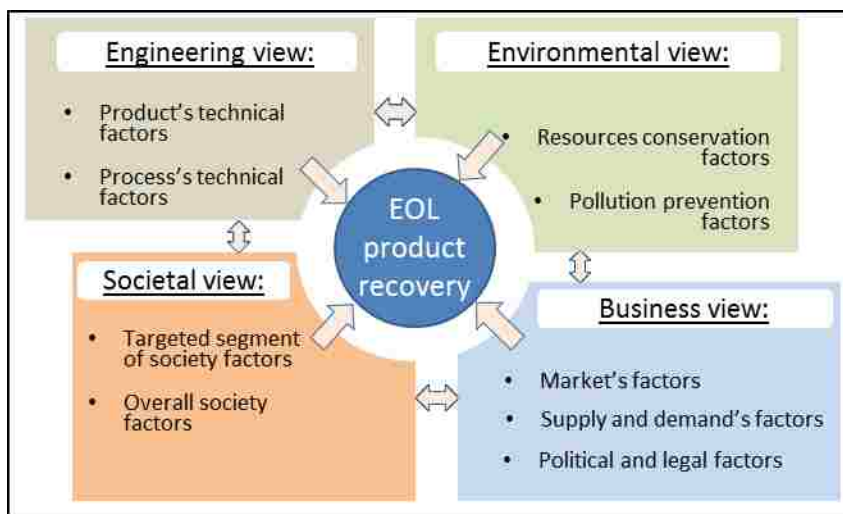 Engineering view:
• Product's technical
factors
• Process's technical
factors
Environmental view:
• Resources conservation
factors
• Pollution prevention
factors
EOL
product
recovery
Societal view:
• Targeted segment
of society factors
• Overall society
factors
Business view:
• Market's factors
• Supply and demand's factors
• Political and legal factors